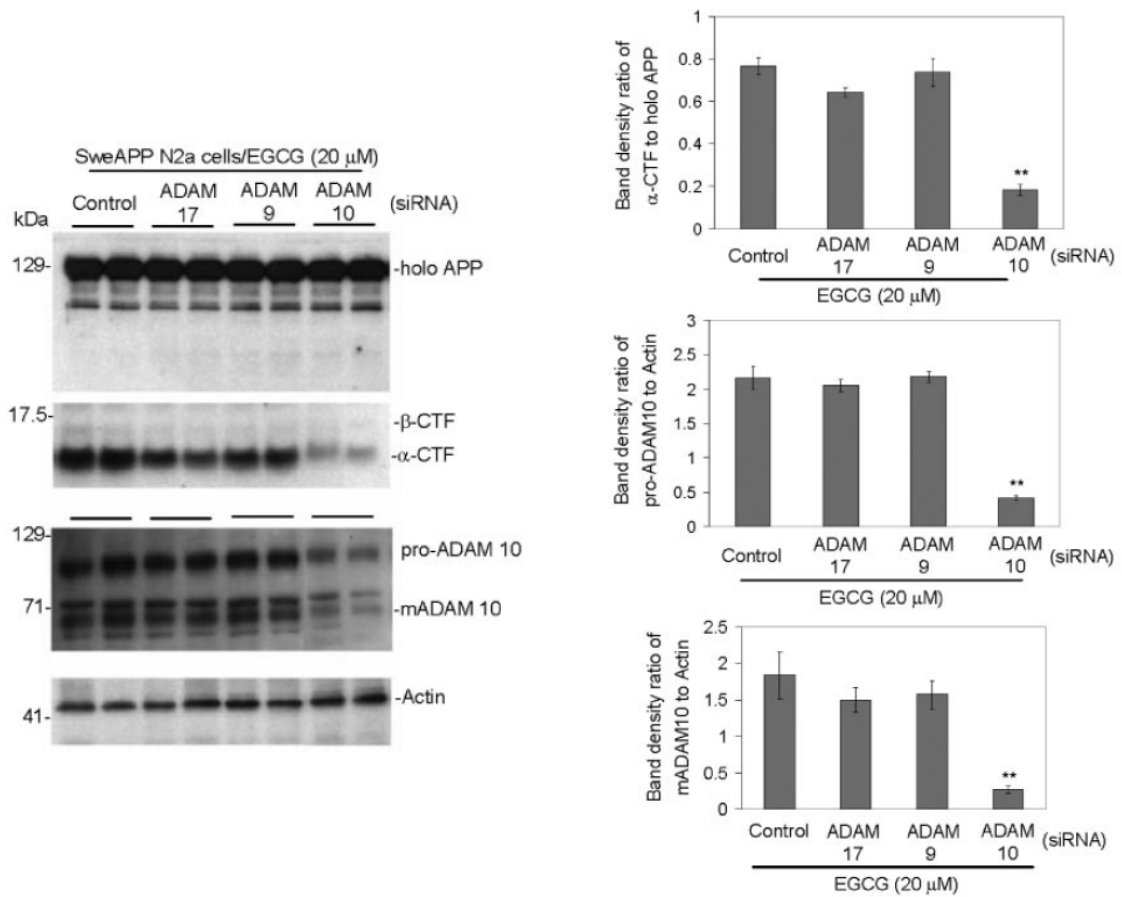 SweAPP N2a cells/EGCG (20 μM)
Control
ADAM
17
ADAM
9
ADAM
10
(siRNA)
kDa
129-
-holo APP
17.5-
-β-CTF
-α-CTF
129-
pro-ADAM 10
71-
-mADAM 10
-Actin
41-
Band density ratio of
α-CTF to holo APP
1
0.8
0.6
0.4
0.2
0
**
Control
ADAM
17
ADAM
9
ADAM
10
(siRNA)
EGCG (20 μM)
Band density ratio of
pro-ADAM10 to Actin
3
2.5
2
1.5
1
0.5
0
**
Control
ADAM
17
ADAM
9
ADAM
10
(siRNA)
EGCG (20 μM)
Band density ratio of
mADAM10 to Actin
2.5
2
1.5
1
0.5
0
**
Control
ADAM
17
ADAM
9
ADAM
10
(siRNA)
EGCG (20 μM)